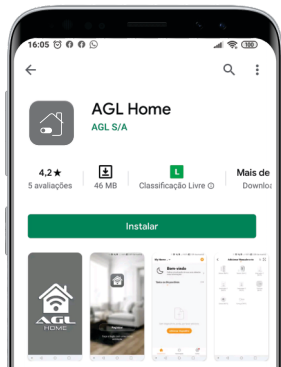 16:05
100
AGL Home
AGL S/A
4,2★
5 avaliações
46 MB
L
Classificação Livre
Mais de
Downloa
Instalar
AGL
HOME
Bem vindo